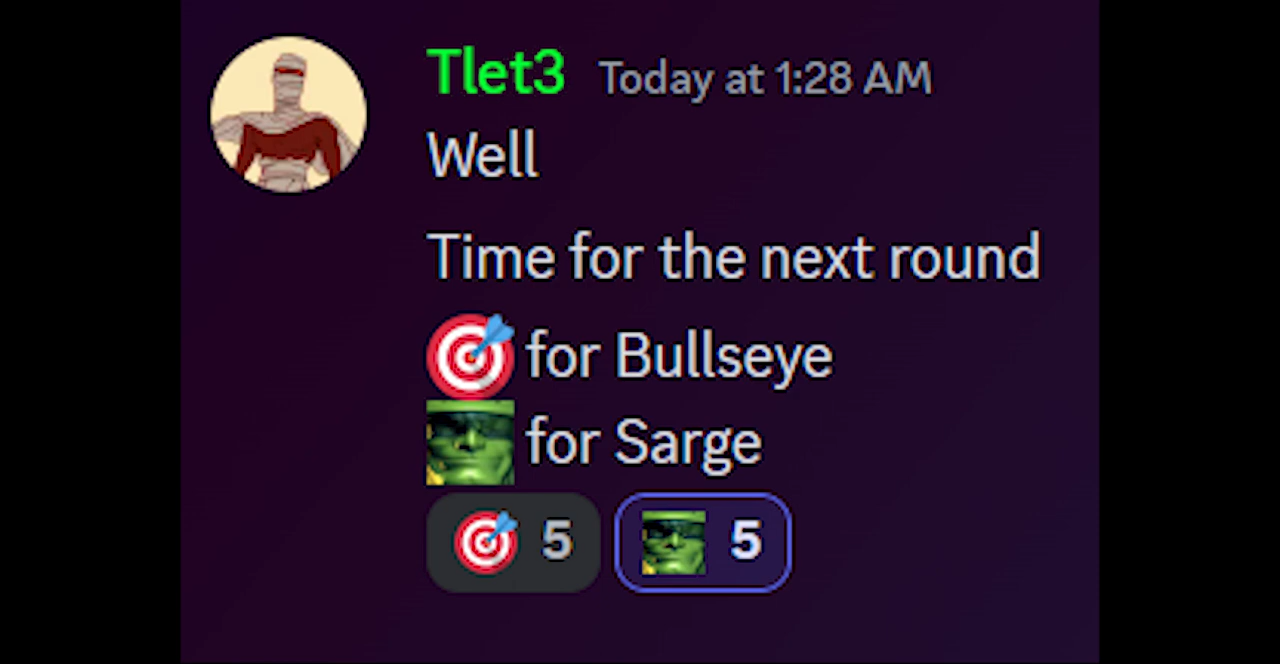 Tlet3 Today at 1:28 AM
Well
Time for the next round
🎯 for Bullseye
for Sarge
🎯 5 5